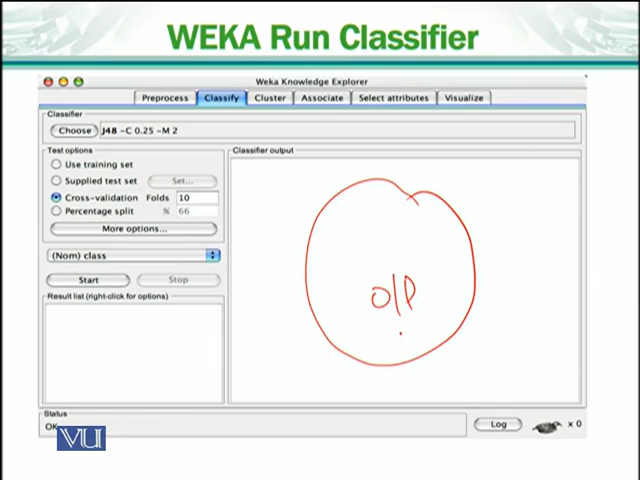 WEKA Run Classifier
Weka Knowledge Explorer
Preprocess Classify Cluster Associate Select attributes Visualize
Classifier
Choose J48 -C 0.25 -M 2
Test options
Use training set
Supplied test set Set...
Cross-validation Folds 10
Percentage split % 66
More options...
(Nom) class
Start Stop
Result list (right-click for options)
Classifier output
O/P
Status
OK
Log x 0
VU